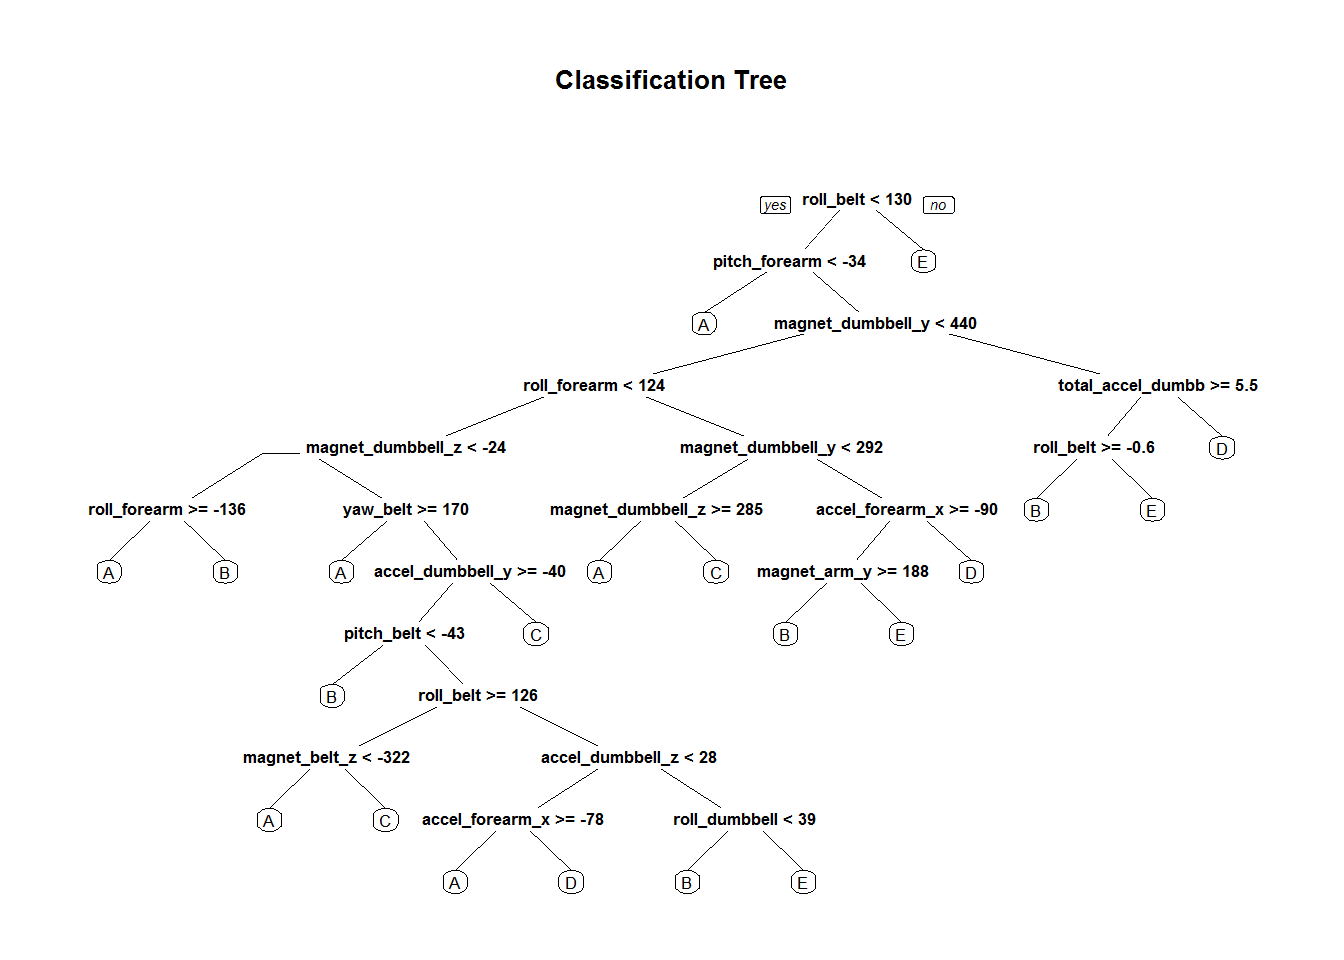 Classification Tree
yes roll_belt < 130 no
pitch_forearm < -34 E
A magnet_dumbbell_y < 440
roll_forearm < 124 total_accel_dumbb >= 5.5
magnet_dumbbell_z < -24 magnet_dumbbell_y < 292 roll_belt >= -0.6 D
roll_forearm >= -136 yaw_belt >= 170 magnet_dumbbell_z >= 285 accel_forearm_x >= -90 B E
A B A accel_dumbbell_y >= -40 A C magnet_arm_y >= 188 D
pitch_belt < -43 C B E
B roll_belt >= 126
magnet_belt_z < -322 accel_dumbbell_z < 28
A C accel_forearm_x >= -78 roll_dumbbell < 39
A D B E